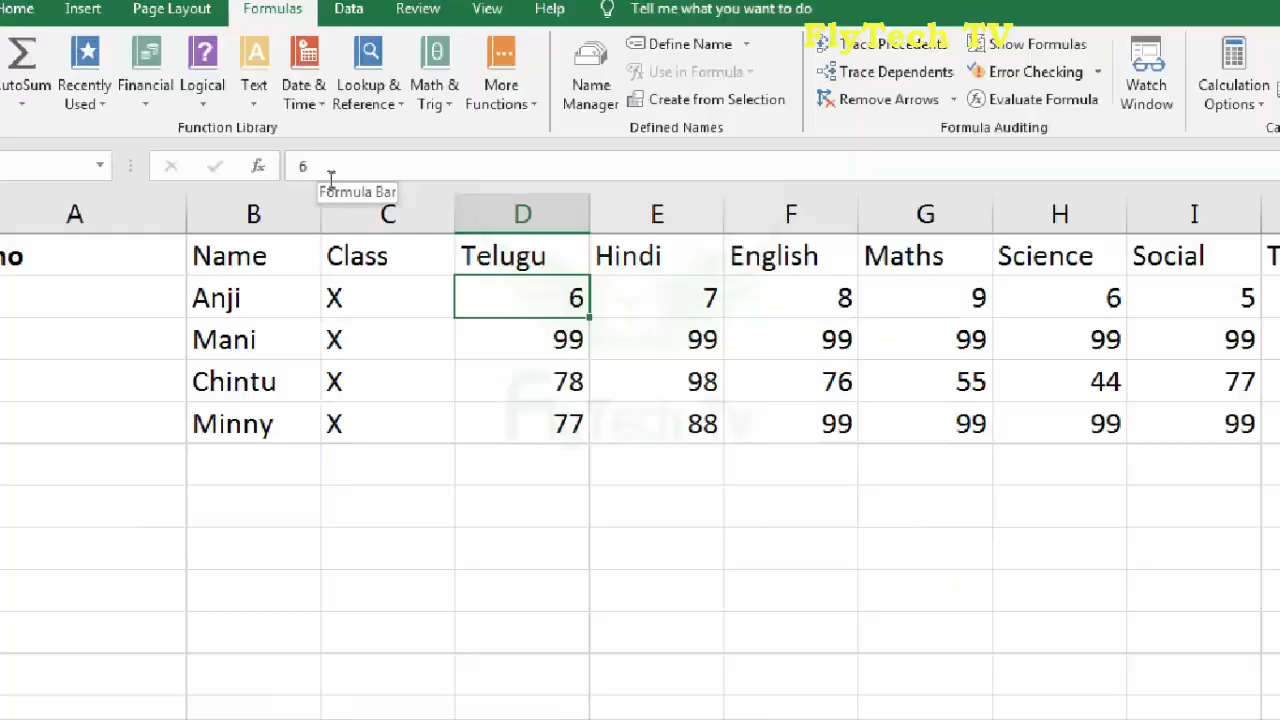 Home Insert Page Layout Formulas Data Review View Help Tell me what you want to do
FlyTech TV
AutoSum Recently Used Financial Logical Text Date & Time Lookup & Reference Math & Trig More Functions
Name Manager
Define Name
Use in Formula
Create from Selection
Trace Precedents
Trace Dependents
Remove Arrows
Show Formulas
Error Checking
Evaluate Formula
Watch Window
Calculation Options
Function Library Defined Names Formula Auditing
fx 6
Formula Bar
A B C D E F G H I
no Name Class Telugu Hindi English Maths Science Social T
Anji X 6 7 8 9 6 5
Mani X 99 99 99 99 99 99
Chintu X 78 98 76 55 44 77
Minny X 77 88 99 99 99 99
FlyTech Tv